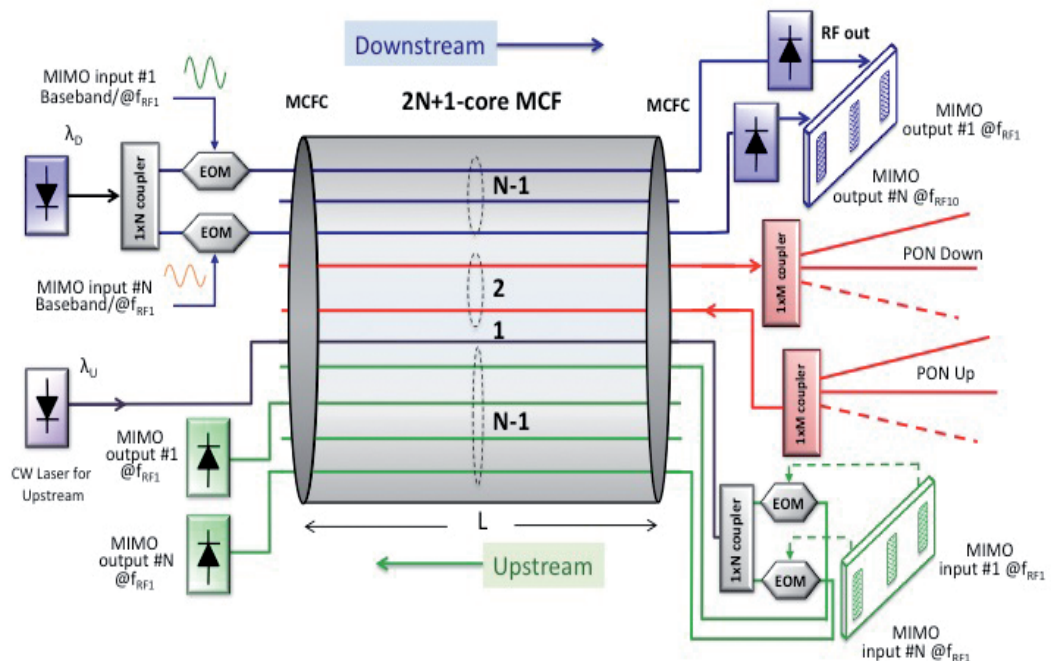 Downstream
RF out
MIMO input #1
Baseband/@fRF1
MCFC
2N+1-core MCF
MCFC
λD
EOM
1xN coupler
EOM
N-1
MIMO
output #1 @fRF1
MIMO
output #N @fRF10
MIMO input #N
Baseband/@fRF1
2
1xM coupler
PON Down
1
λU
N-1
1xM coupler
PON Up
CW Laser for
Upstream
MIMO
output #1
@fRF1
MIMO
output #N
@fRF1
L
Upstream
1xN coupler
EOM
EOM
MIMO
input #1 @fRF1
MIMO
input #N @fRF1